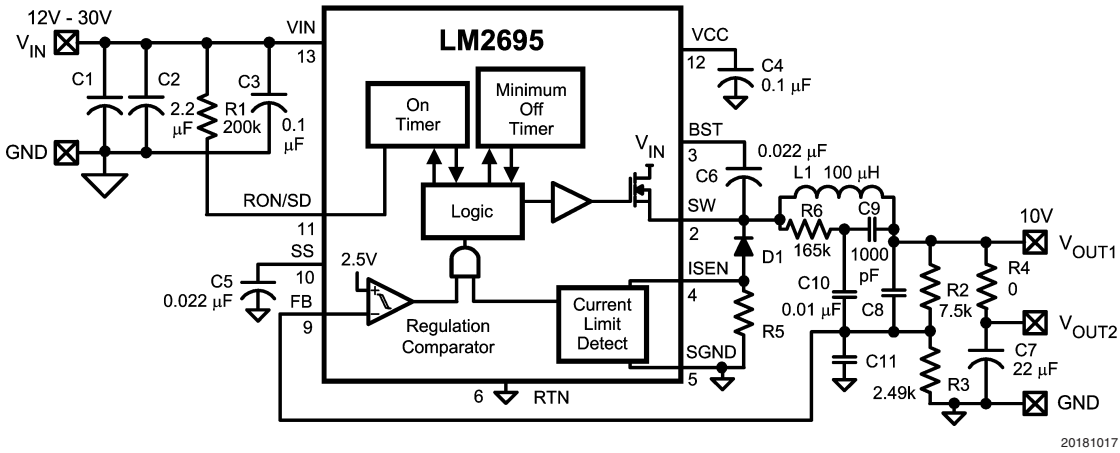 12V - 30V
VIN
GND
C1
C2
2.2
µF
R1
200k
C3
0.1
µF
VIN
13
LM2695
On
Timer
Minimum
Off
Timer
VCC
12
C4
0.1 µF
BST
3
0.022 µF
C6
VIN
Logic
SW
2
L1 100 µH
R6
165k
C9
1000
pF
RON/SD
11
SS
10
C5
0.022 µF
FB
9
2.5V
+
−
Regulation
Comparator
Current
Limit
Detect
D1
ISEN
4
R5
SGND
5
6
RTN
C10
0.01 µF
C8
C11
R2
7.5k
2.49k
R3
R4
0
10V
VOUT1
VOUT2
C7
22 µF
GND
20181017